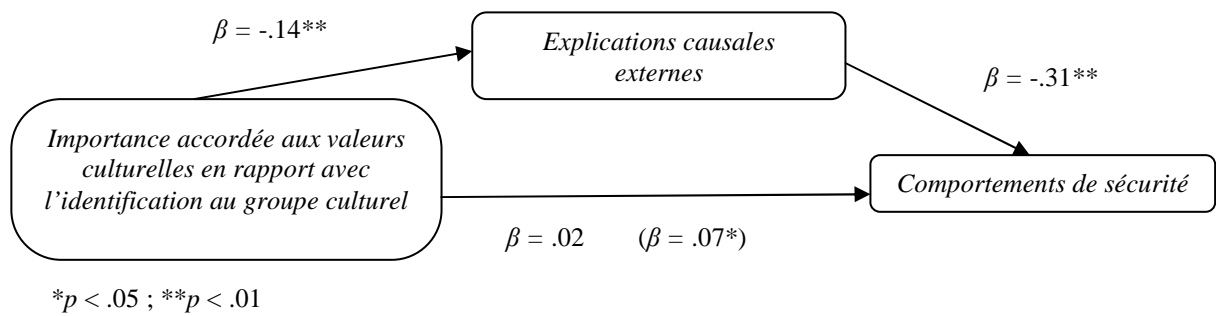 β = -.14**
Explications causales
externes
β = -.31**
Importance accordée aux valeurs
culturelles en rapport avec
l'identification au groupe culturel
Comportements de sécurité
β = .02 (β = .07*)
*p < .05 ; **p < .01